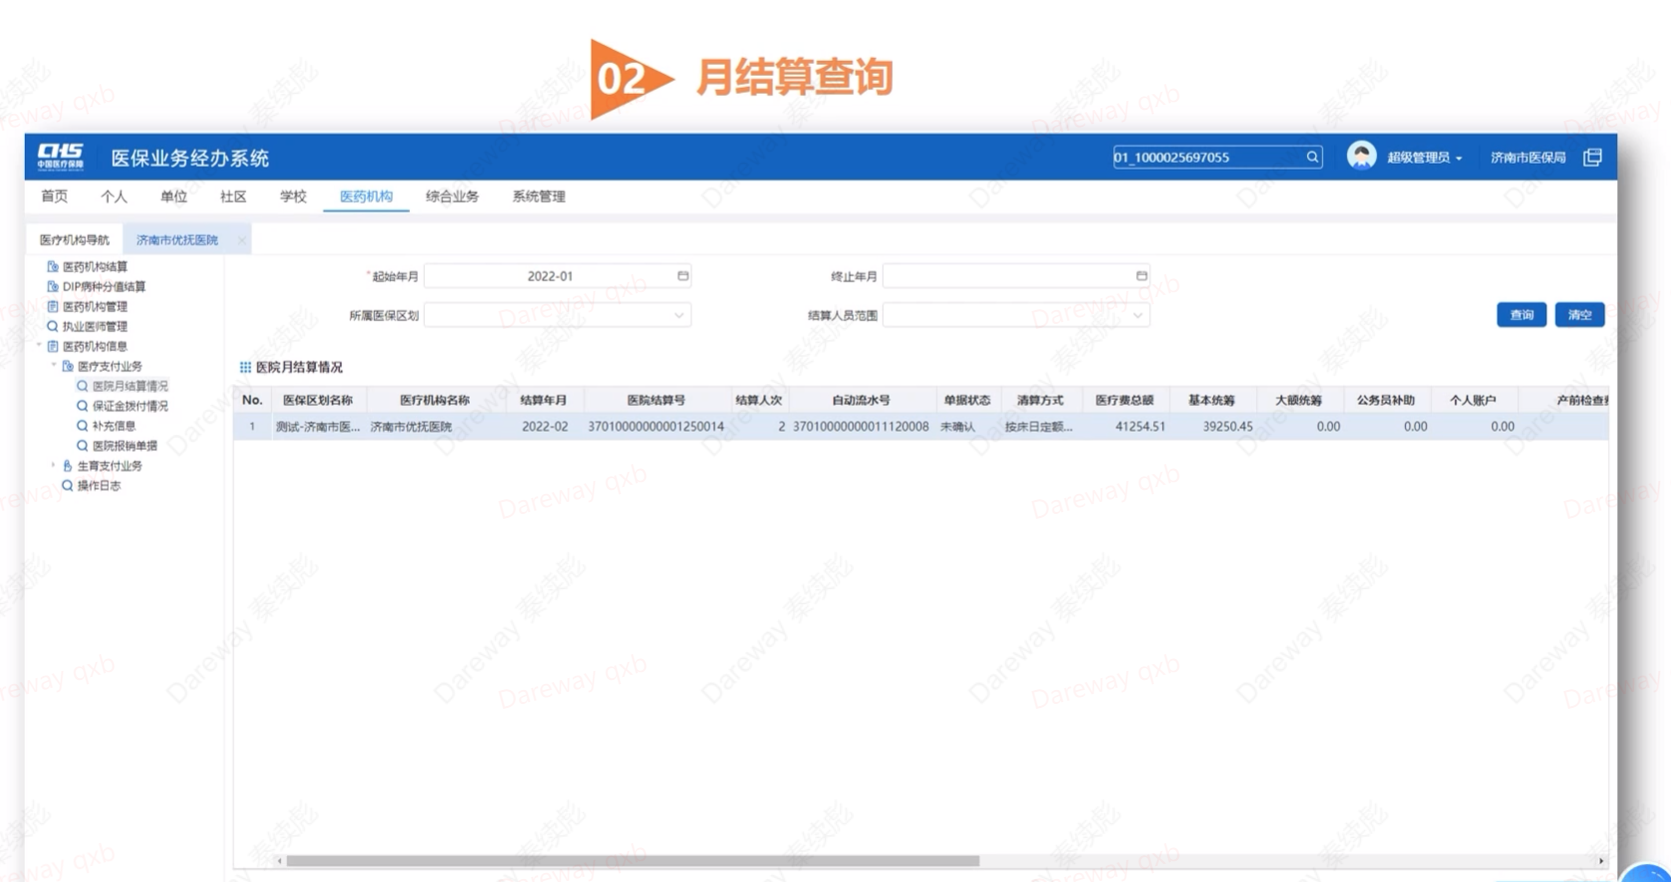 02 月结算查询
CHS 中国医疗保障 医保业务经办系统 01_1000025697055 超级管理员 济南市医保局
首页 个人 单位 社区 学校 医药机构 综合业务 系统管理
医疗机构导航 济南市优抚医院
医药机构结算
DIP病种分值结算
医药机构管理
执业医师管理
医药机构信息
医疗支付业务
医院月结算情况
保证金拨付情况
补充信息
医院报销单据
生育支付业务
操作日志
*起始年月 2022-01 终止年月
所属医保区划 结算人员范围 查询 清空
医院月结算情况
No. 医保区划名称 医疗机构名称 结算年月 医院结算号 结算人次 自动流水号 单据状态 清算方式 医疗费总额 基本统筹 大额统筹 公务员补助 个人账户 产前检查
1 测试-济南市医... 济南市优抚医院 2022-02 37010000000001250014 2 37010000000011120008 未确认 按床日定额... 41254.51 39250.45 0.00 0.00 0.00
Dareway qxb
Dareway 秦续彪